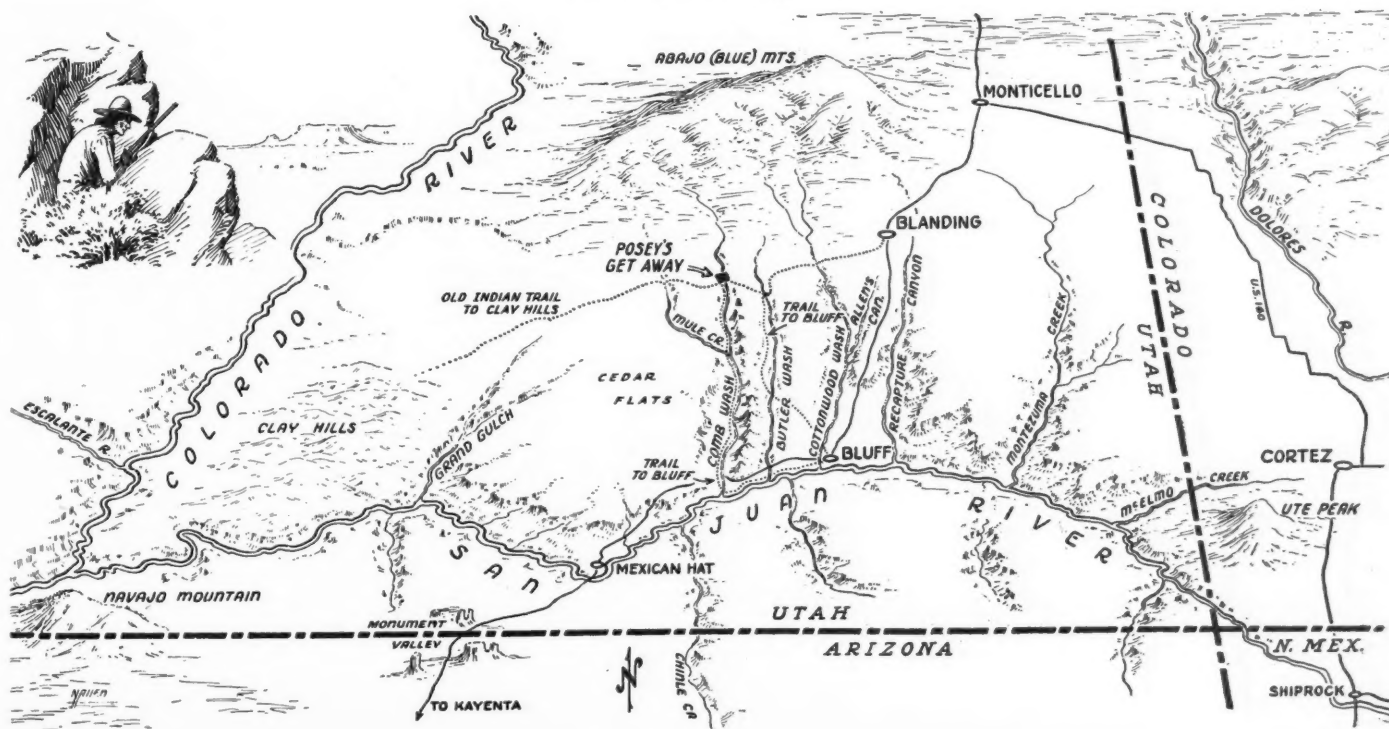 ABAJO (BLUE) MTS.
MONTICELLO
COLORADO RIVER
DOLORES R.
BLANDING
POSEY'S
GET AWAY
COLORADO
UTAH
OLD INDIAN TRAIL
TO CLAY HILLS
TRAIL
TO BLUFF
ALLEN'S
CAN.
RECAPTURE CANYON
MONTEZUMA CREEK
U.S. 160
MULE CR.
COMB WASH
BUTLER WASH
COTTONWOOD WASH
CEDAR
FLATS
ESCALANTE R.
CLAY HILLS
GRAND GULCH
TRAIL
TO BLUFF
BLUFF
CORTEZ
McELMO CREEK
UTE PEAK
SAN JUAN RIVER
MEXICAN HAT
NAVAJO MOUNTAIN
MONUMENT
VALLEY
UTAH
ARIZONA
N. MEX.
N
CHINLE CR.
SHIPROCK
TO KAYENTA